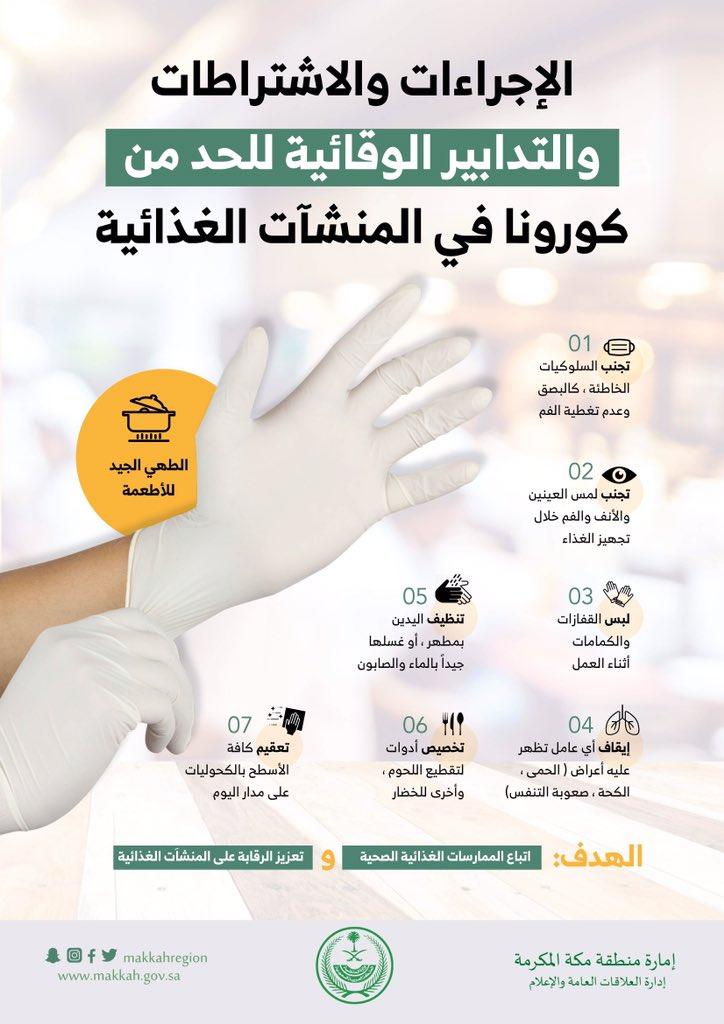 الإجراءات والاشتراطات
والتدابير الوقائية للحد من
كورونا في المنشآت الغذائية
01
تجنب السلوكيات
الخاطئة ، كالبصق
وعدم تغطية الفم
02
تجنب لمس العينين
والأنف والفم خلال
تجهيز الغذاء
03
لبس القفازات
والكمامات
أثناء العمل
04
إيقاف أي عامل تظهر
عليه أعراض ( الحمى ،
الكحة ، صعوبة التنفس)
05
تنظيف اليدين
بمطهر ، أو غسلها
جيداً بالماء والصابون
06
تخصيص أدوات
لتقطيع اللحوم ،
وأخرى للخضار
07
تعقيم كافة
الأسطح بالكحوليات
على مدار اليوم
الطهي الجيد
للأطعمة
الهدف: اتباع الممارسات الغذائية الصحية و تعزيز الرقابة على المنشآت الغذائية
إمارة منطقة مكة المكرمة
إدارة العلاقات العامة والإعلام
makkahregion
www.makkah.gov.sa